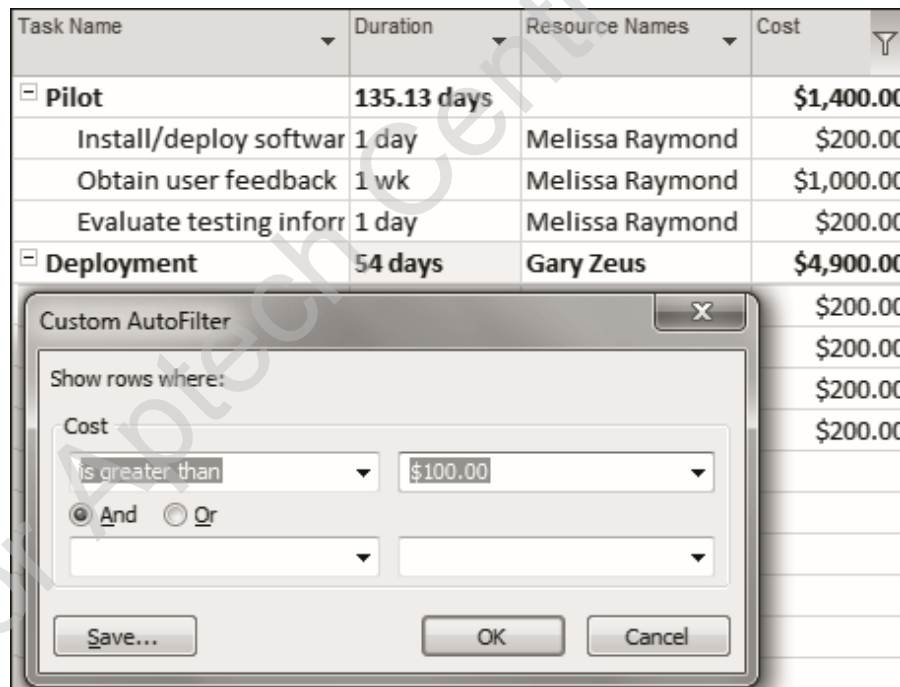 Task Name Duration Resource Names Cost
Pilot 135.13 days $1,400.00
Install/deploy softwar 1 day Melissa Raymond $200.00
Obtain user feedback 1 wk Melissa Raymond $1,000.00
Evaluate testing inforr 1 day Melissa Raymond $200.00
Deployment 54 days Gary Zeus $4,900.00
$200.00
$200.00
$200.00
$200.00
Custom AutoFilter
Show rows where:
Cost
is greater than $100.00
And Or
Save... OK Cancel
or Aptech Centr